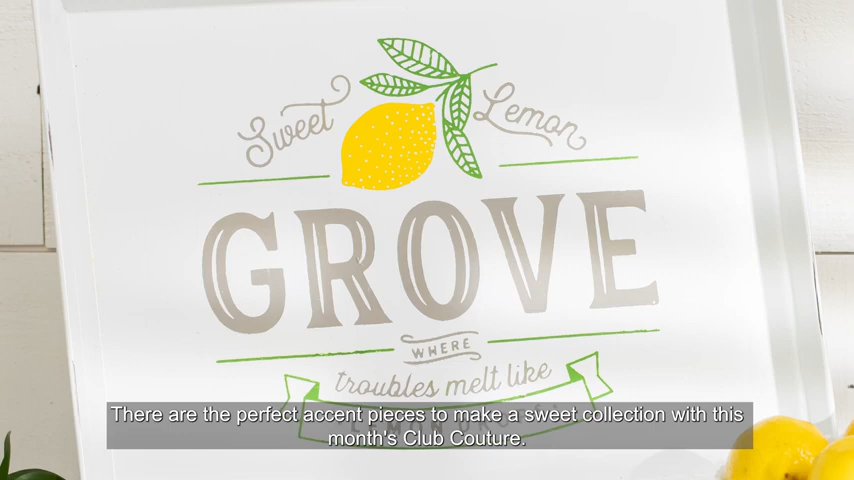 Sweet Lemon
GROVE
WHERE
troubles melt like
There are the perfect accent pieces to make a sweet collection with this
month's Club Couture.